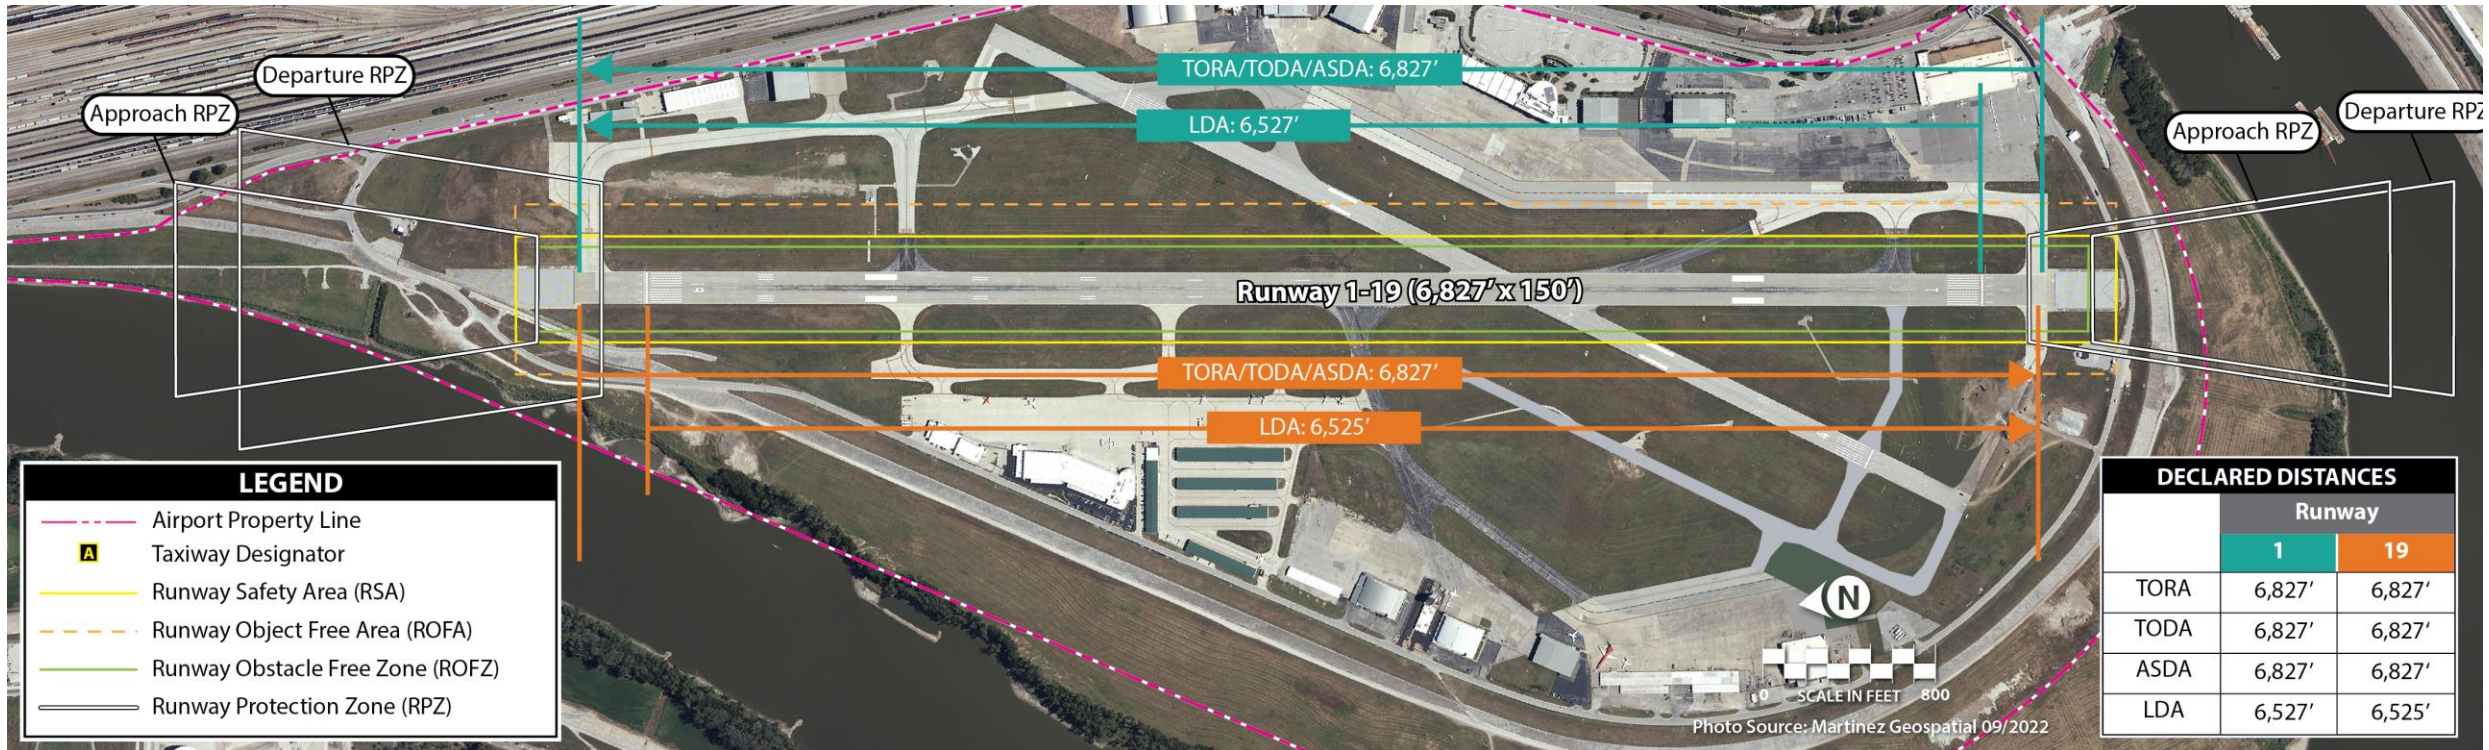 Departure RPZ
Approach RPZ
TORA/TODA/ASDA: 6,827’
LDA: 6,527’
Approach RPZ
Departure RPZ
19
Runway 1-19 (6,827’ x 150’)
1
TORA/TODA/ASDA: 6,827’
LDA: 6,525’
LEGEND
Airport Property Line
A Taxiway Designator
Runway Safety Area (RSA)
Runway Object Free Area (ROFA)
Runway Obstacle Free Zone (ROFZ)
Runway Protection Zone (RPZ)
N
0 SCALE IN FEET 800
Photo Source: Martinez Geospatial 09/2022
DECLARED DISTANCES
Runway
1 19
TORA 6,827’ 6,827‘
TODA 6,827’ 6,827‘
ASDA 6,827’ 6,827‘
LDA 6,527’ 6,525’